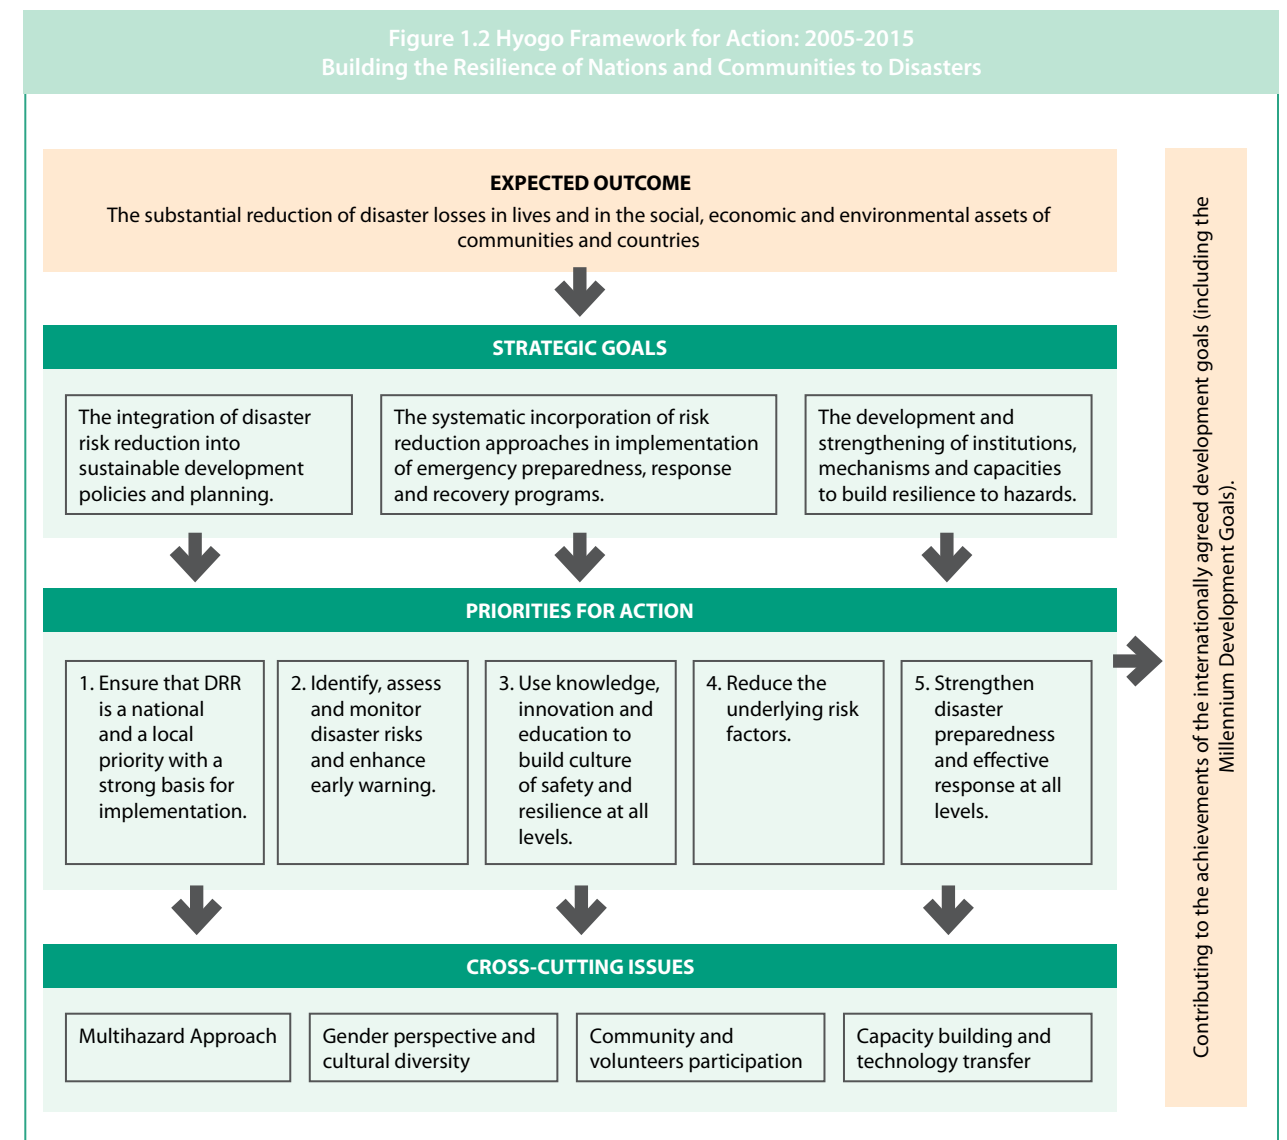 Figure 1.2 Hyogo Framework for Action: 2005-2015
Building the Resilience of Nations and Communities to Disasters
EXPECTED OUTCOME
The substantial reduction of disaster losses in lives and in the social, economic and environmental assets of
communities and countries
STRATEGIC GOALS
The integration of disaster
risk reduction into
sustainable development
policies and planning.
The systematic incorporation of risk
reduction approaches in implementation
of emergency preparedness, response
and recovery programs.
The development and
strengthening of institutions,
mechanisms and capacities
to build resilience to hazards.
PRIORITIES FOR ACTION
1. Ensure that DRR
is a national
and a local
priority with a
strong basis for
implementation.
2. Identify, assess
and monitor
disaster risks
and enhance
early warning.
3. Use knowledge,
innovation and
education to
build culture
of safety and
resilience at all
levels.
4. Reduce the
underlying risk
factors.
5. Strengthen
disaster
preparedness
and effective
response at all
levels.
CROSS-CUTTING ISSUES
Multihazard Approach
Gender perspective and
cultural diversity
Community and
volunteers participation
Capacity building and
technology transfer
Contributing to the achievements of the internationally agreed development goals (including the
Millennium Development Goals).